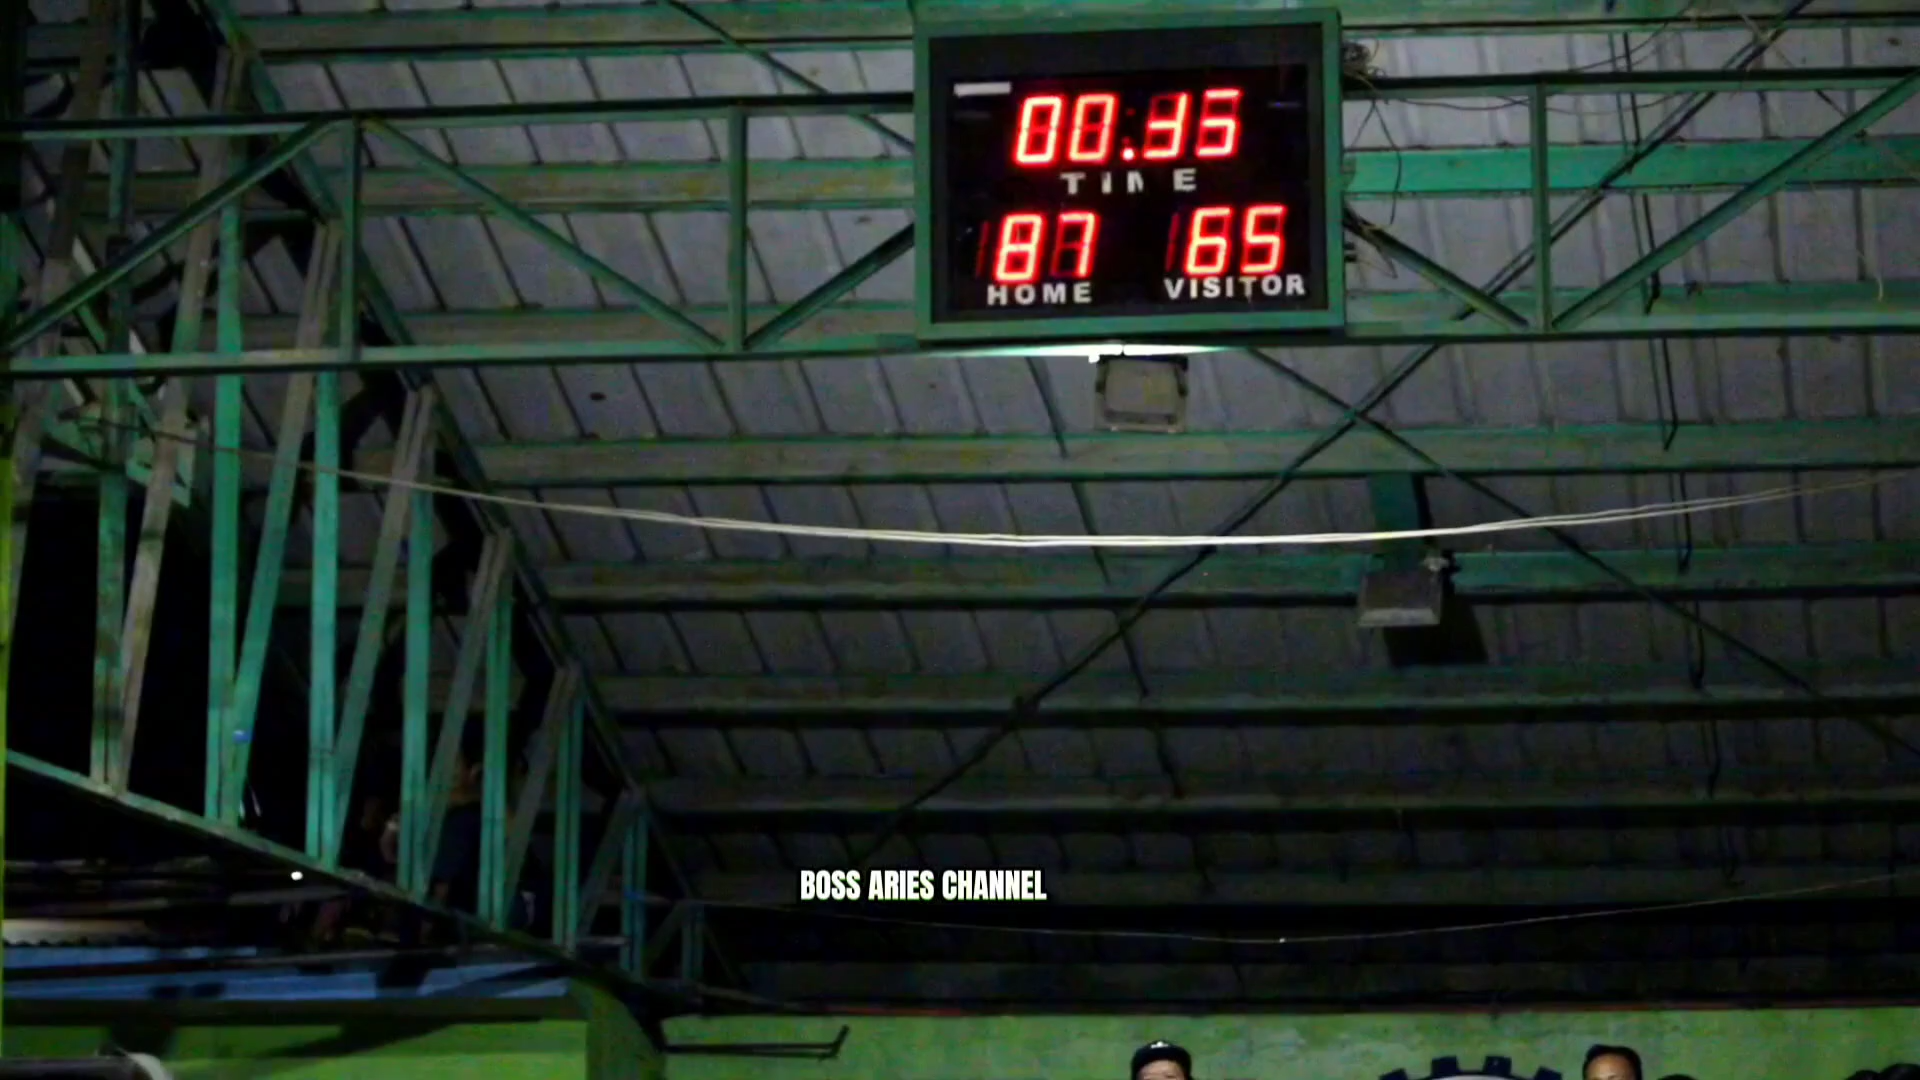 00.35
TIME
87 65
HOME VISITOR
BOSS ARIES CHANNEL